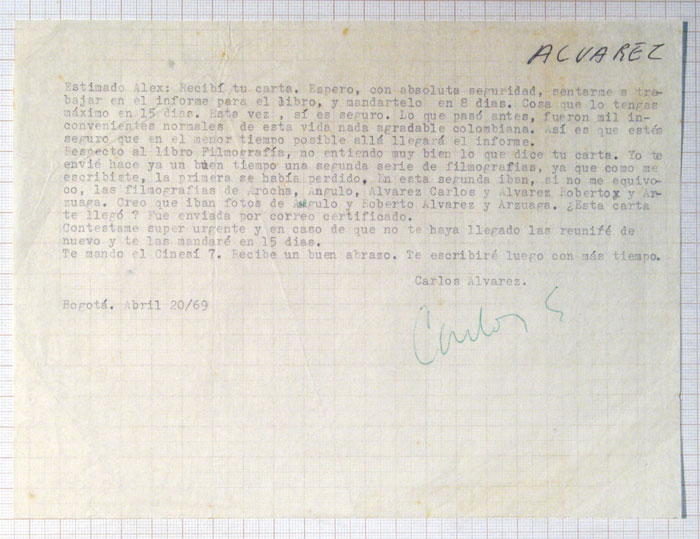 ALVAREZ
Estimado Alex: Recibí tu carta. Espero, con absoluta seguridad, sentarme a tra-
bajar en el informe para el libro, y mandartelo en 8 dias. Cosa que lo tengas
máximo en 15 dias. Esta vez , sí es seguro. Lo que pasó antes, fueron mil in-
convenientes normales de esta vida nada agradable colombiana. Así es que estés
seguro que en el menor tiempo posible allá llegará el informe.
Respecto al libro Filmografía, no entiendo muy bien lo que dice tu carta. Yo te
envié hace ya un buen tiempo una segunda serie de filmografías, ya que como me
escribiste, la primera se había perdido. En esta segunda iban, si no me equivo-
co, las filmografias de Arocha, Angulo, Alvarez Carlos y Alvarez Roberto y Ar-
zuaga. Creo que iban fotos de Angulo y Roberto Alvarez y Arzuaga. ¿Esta carta
te llegó ? Fue enviada por correo certificado.
Contestame super urgente y en caso de que no te haya llegado las reunifé de
nuevo y te las mandaré en 15 dias.
Te mando el Cinesí 7. Recibe un buen abrazo. Te escribiré luego con más tiempo.
Carlos Alvarez.
Bogotá. Abril 20/69
Carlos